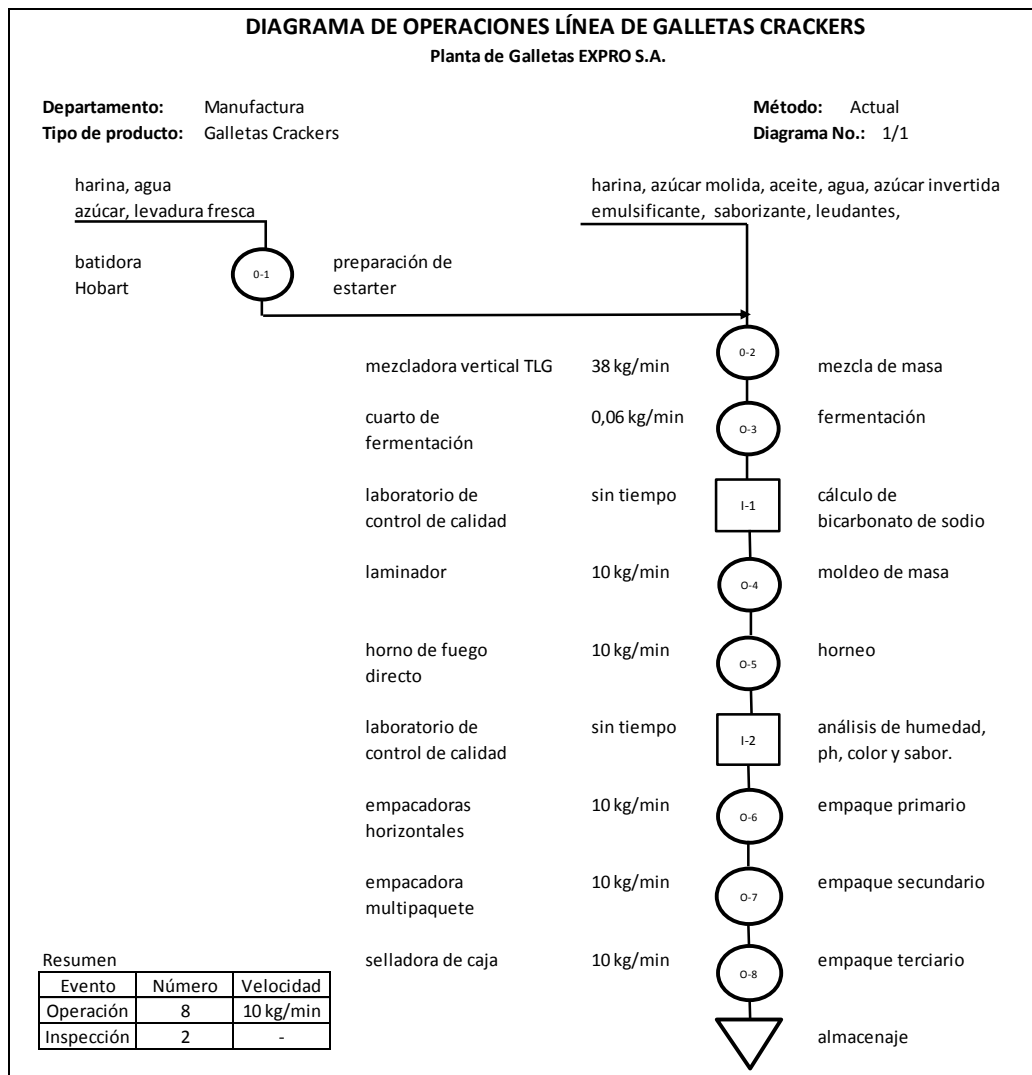 DIAGRAMA DE OPERACIONES LÍNEA DE GALLETAS CRACKERS
Planta de Galletas EXPRO S.A.
Departamento: Manufactura
Método: Actual
Tipo de producto: Galletas Crackers
Diagrama No.: 1/1
harina, agua
azúcar, levadura fresca
harina, azúcar molida, aceite, agua, azúcar invertida
emulsificante, saborizante, leudantes,
batidora
Hobart
0-1
preparación de
estarter
mezcladora vertical TLG 38 kg/min 0-2 mezcla de masa
cuarto de
fermentación
0,06 kg/min O-3 fermentación
laboratorio de
control de calidad
sin tiempo I-1 cálculo de
bicarbonato de sodio
laminador 10 kg/min O-4 moldeo de masa
horno de fuego
directo
10 kg/min O-5 horneo
laboratorio de
control de calidad
sin tiempo I-2 análisis de humedad,
ph, color y sabor.
empacadoras
horizontales
10 kg/min O-6 empaque primario
empacadora
multipaquete
10 kg/min O-7 empaque secundario
selladora de caja 10 kg/min O-8 empaque terciario
almacenaje
Resumen
Evento Número Velocidad
Operación 8 10 kg/min
Inspección 2 -